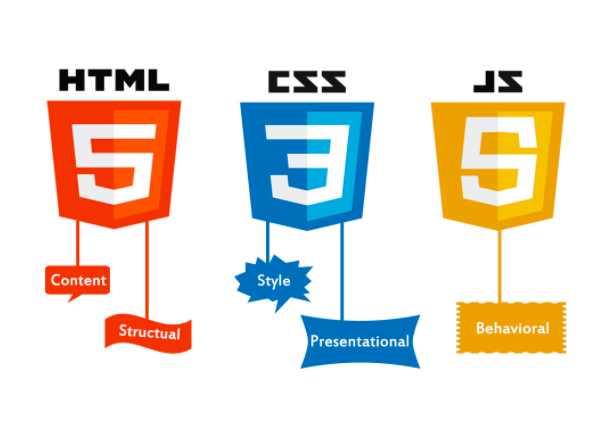 HTML
CSS
JS
5
3
5
Content
Style
Structual
Presentational
Behavioral